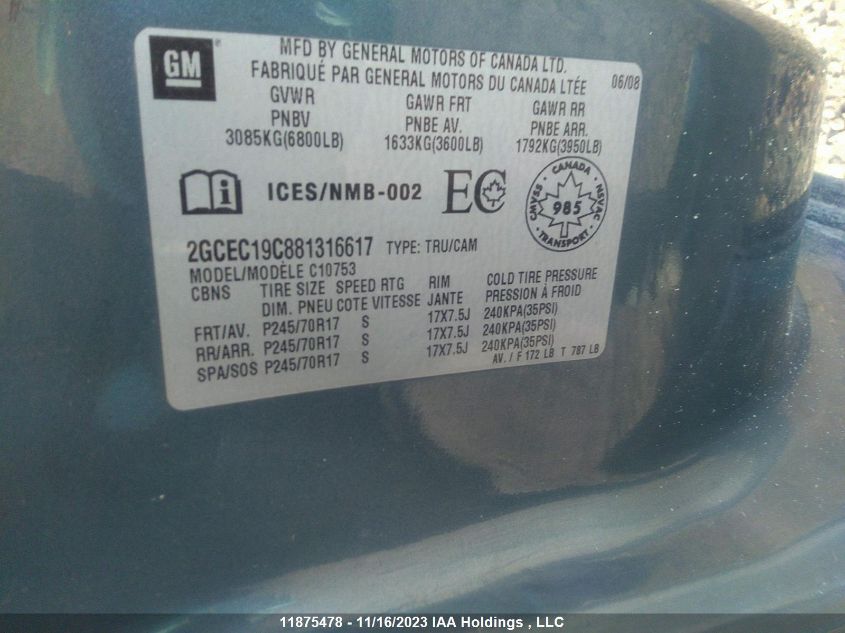 GM
MFD BY GENERAL MOTORS OF CANADA LTD.
FABRIQUÉ PAR GENERAL MOTORS DU CANADA LTÉE 06/08
GVWR GAWR FRT GAWR RR
PNBV PNBE AV. PNBE ARR.
3085KG(6800LB) 1633KG(3600LB) 1792KG(3950LB)
i ICES/NMB-002 EC CANADA CMVSS 985 NSVAC TRANSPORT
2GCEC19C881316617 TYPE: TRU/CAM
MODEL/MODÈLE C10753
CBNS TIRE SIZE SPEED RTG RIM COLD TIRE PRESSURE
DIM. PNEU COTE VITESSE JANTE PRESSION À FROID
FRT/AV. P245/70R17 S 17X7.5J 240KPA(35PSI)
RR/ARR. P245/70R17 S 17X7.5J 240KPA(35PSI)
SPA/SOS P245/70R17 S 17X7.5J 240KPA(35PSI)
AV. / F 172 LB T 787 LB
11875478 - 11/16/2023 IAA Holdings , LLC